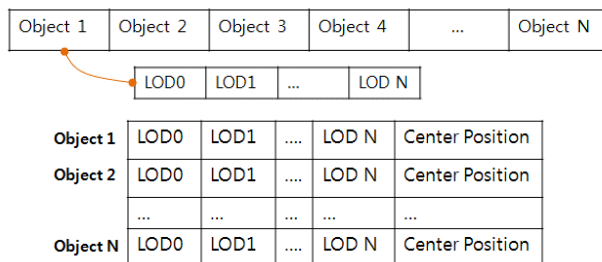 Object 1 Object 2 Object 3 Object 4 ... Object N
LOD0 LOD1 ... LOD N
Object 1 LOD0 LOD1 .... LOD N Center Position
Object 2 LOD0 LOD1 .... LOD N Center Position
... ... ... ... ...
Object N LOD0 LOD1 .... LOD N Center Position